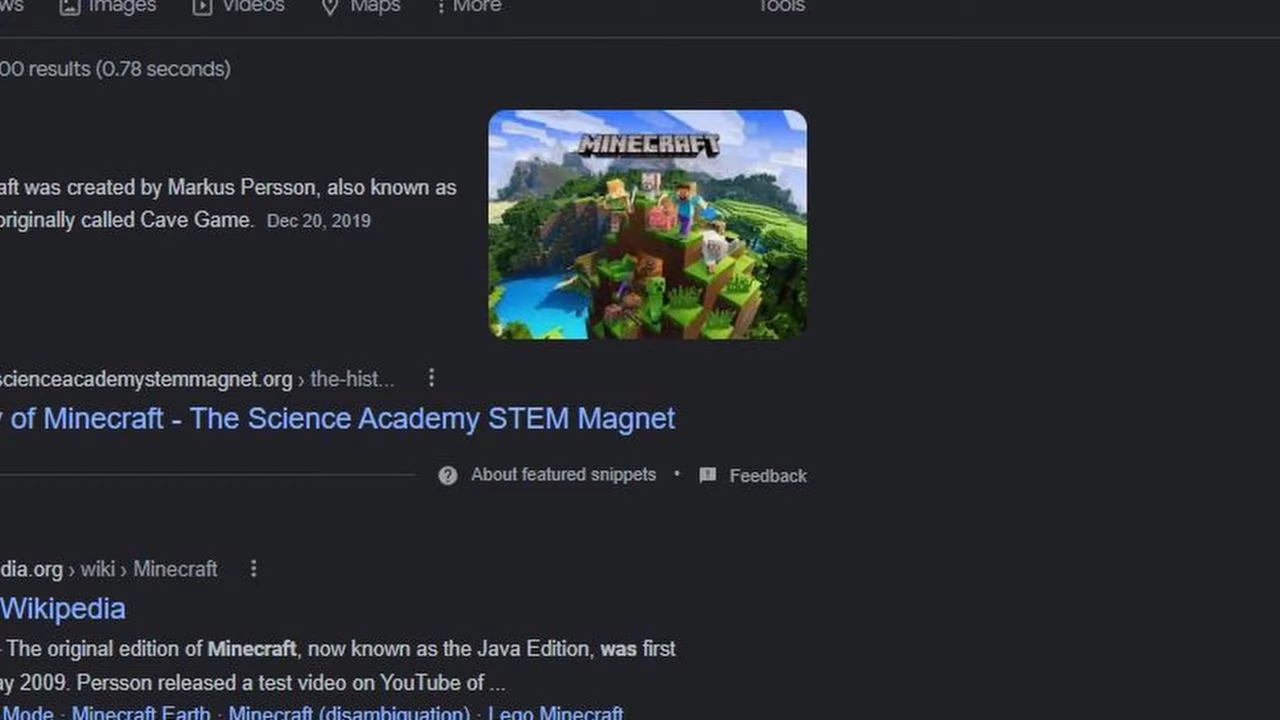 Images Videos Maps More Tools
00 results (0.78 seconds)
MINECRAFT
aft was created by Markus Persson, also known as
originally called Cave Game. Dec 20, 2019
scienceacademystemmagnet.org › the-hist...
of Minecraft - The Science Academy STEM Magnet
About featured snippets • Feedback
dia.org › wiki › Minecraft
Wikipedia
The original edition of Minecraft, now known as the Java Edition, was first
ay 2009. Persson released a test video on YouTube of ...
Mode · Minecraft Earth · Minecraft (disambiguation) · Lego Minecraft